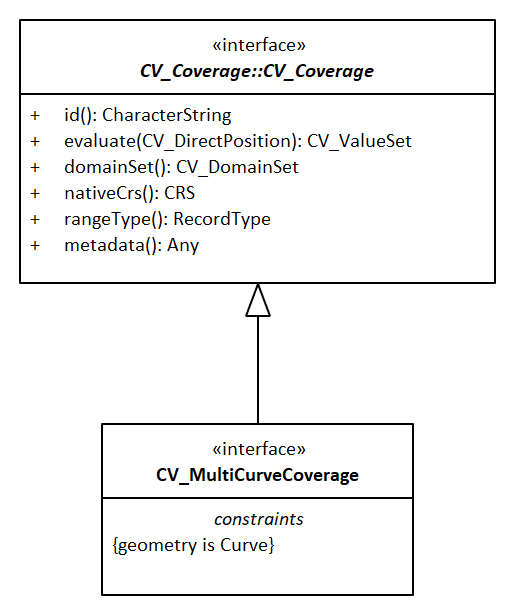 «interface»
CV_Coverage::CV_Coverage
+ id(): CharacterString
+ evaluate(CV_DirectPosition): CV_ValueSet
+ domainSet(): CV_DomainSet
+ nativeCrs(): CRS
+ rangeType(): RecordType
+ metadata(): Any
«interface»
CV_MultiCurveCoverage
constraints
{geometry is Curve}